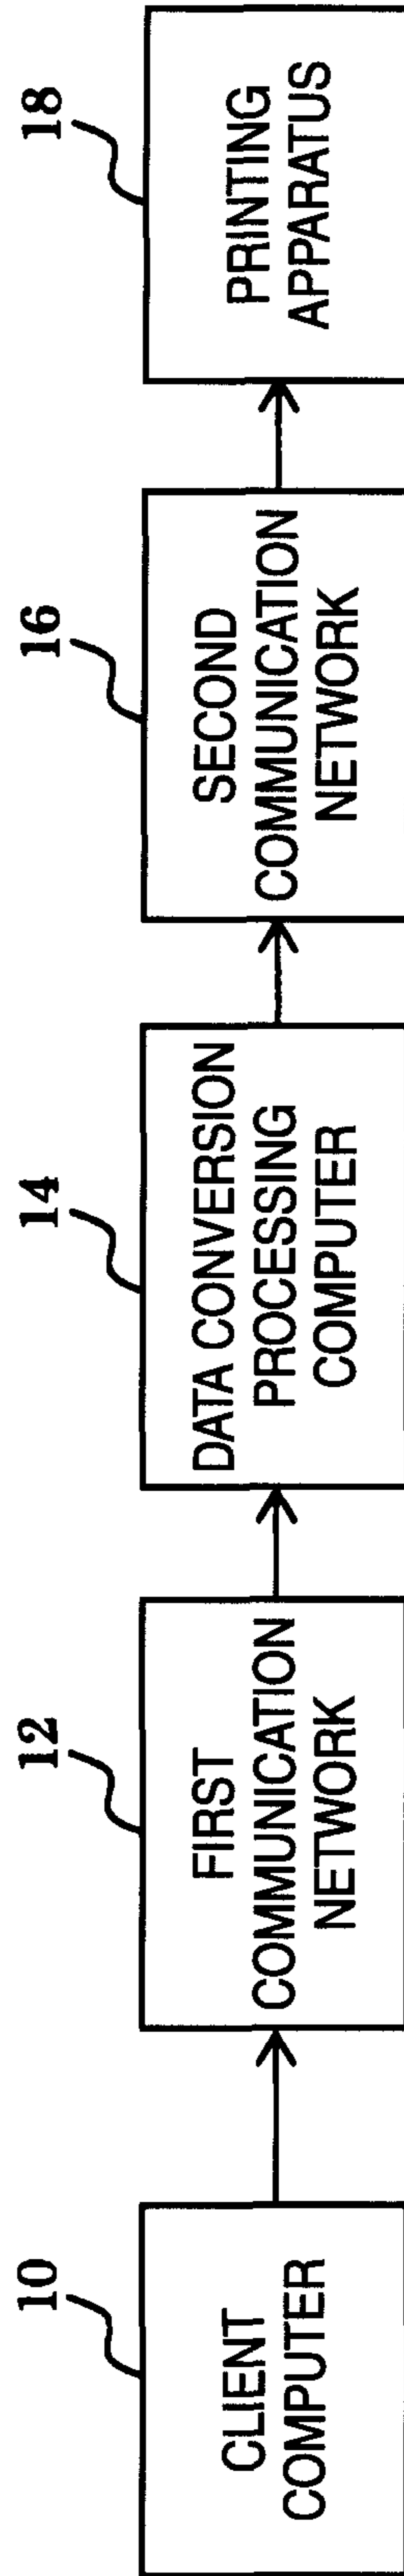 10
CLIENT
COMPUTER
12
FIRST
COMMUNICATION
NETWORK
14
DATA CONVERSION
PROCESSING
COMPUTER
16
SECOND
COMMUNICATION
NETWORK
18
PRINTING
APPARATUS